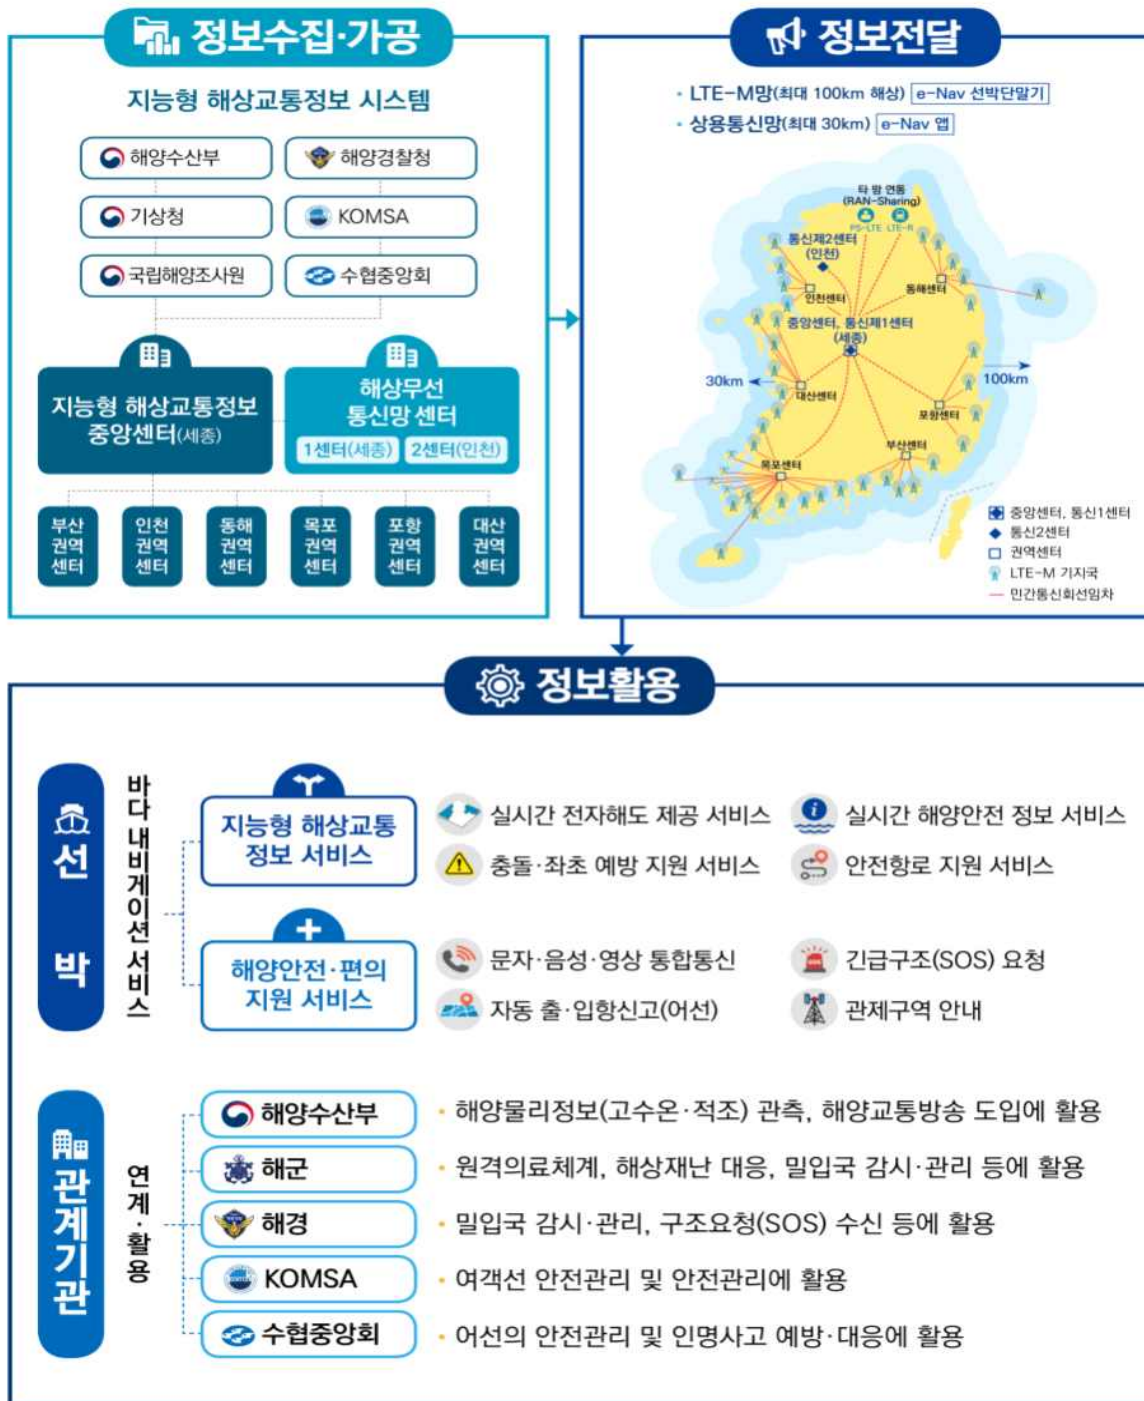 정보수집·가공
지능형 해상교통정보 시스템
해양수산부
해양경찰청
기상청
KOMSA
국립해양조사원
수협중앙회
지능형 해상교통정보
중앙센터(세종)
해상무선
통신망 센터
1센터(세종) 2센터(인천)
부산
권역
센터
인천
권역
센터
동해
권역
센터
목포
권역
센터
포항
권역
센터
대산
권역
센터
정보전달
· LTE-M망(최대 100km 해상) e-Nav 선박단말기
· 상용통신망(최대 30km) e-Nav 앱
타 망 연동
(RAN-Sharing)
PS-LTE LTE-R
통신제2센터
(인천)
인천센터
동해센터
중앙센터, 통신제1센터
(세종)
30km
100km
대산센터
포항센터
부산센터
목포센터
중앙센터, 통신1센터
통신2센터
권역센터
LTE-M 기지국
민간통신회선임차
정보활용
선박
바다 내비게이션 서비스
지능형 해상교통
정보 서비스
실시간 전자해도 제공 서비스
실시간 해양안전 정보 서비스
충돌·좌초 예방 지원 서비스
안전항로 지원 서비스
해양안전·편의
지원 서비스
문자·음성·영상 통합통신
긴급구조(SOS) 요청
자동 출·입항신고(어선)
관제구역 안내
관계기관
연계·활용
해양수산부
· 해양물리정보(고수온·적조) 관측, 해양교통방송 도입에 활용
해군
· 원격의료체계, 해상재난 대응, 밀입국 감시·관리 등에 활용
해경
· 밀입국 감시·관리, 구조요청(SOS) 수신 등에 활용
KOMSA
· 여객선 안전관리 및 안전관리에 활용
수협중앙회
· 어선의 안전관리 및 인명사고 예방·대응에 활용